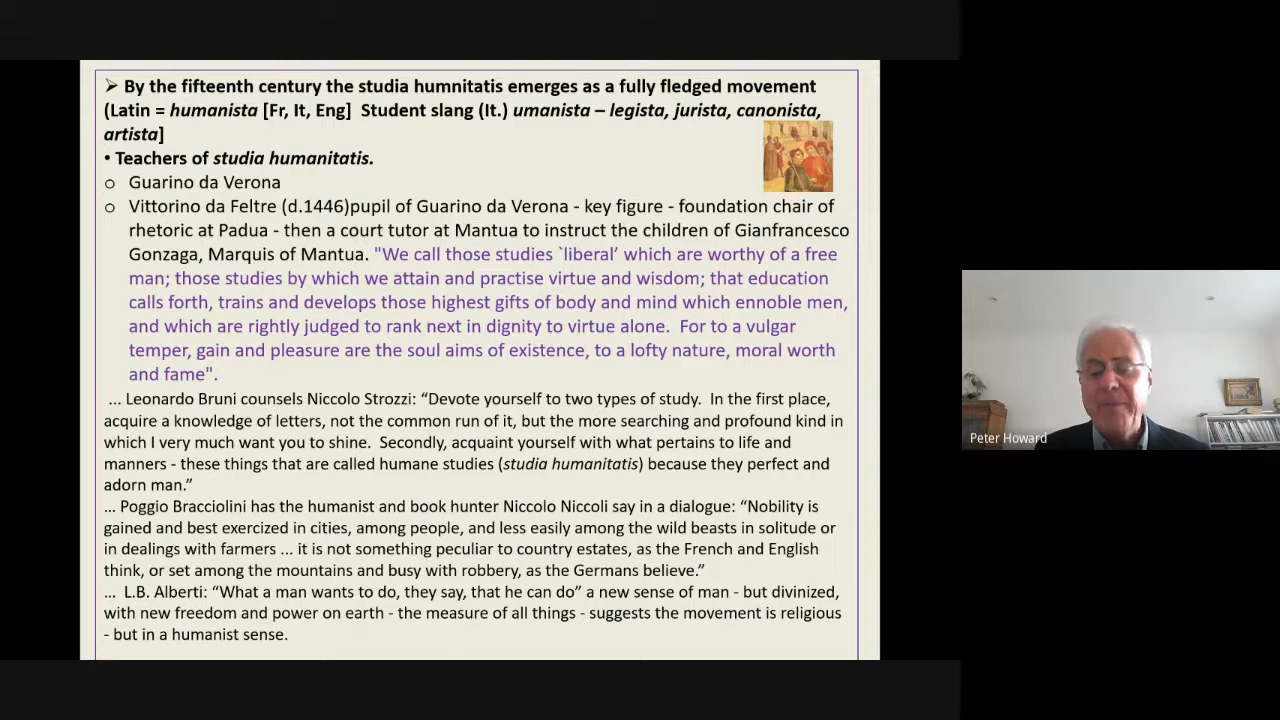 ➢ By the fifteenth century the studia humnitatis emerges as a fully fledged movement
(Latin = humanista [Fr, It, Eng] Student slang (It.) umanista – legista, jurista, canonista,
artista]
• Teachers of studia humanitatis.
o Guarino da Verona
o Vittorino da Feltre (d.1446)pupil of Guarino da Verona - key figure - foundation chair of
rhetoric at Padua - then a court tutor at Mantua to instruct the children of Gianfrancesco
Gonzaga, Marquis of Mantua. "We call those studies `liberal’ which are worthy of a free
man; those studies by which we attain and practise virtue and wisdom; that education
calls forth, trains and develops those highest gifts of body and mind which ennoble men,
and which are rightly judged to rank next in dignity to virtue alone. For to a vulgar
temper, gain and pleasure are the soul aims of existence, to a lofty nature, moral worth
and fame".
... Leonardo Bruni counsels Niccolo Strozzi: “Devote yourself to two types of study. In the first place,
acquire a knowledge of letters, not the common run of it, but the more searching and profound kind in
which I very much want you to shine. Secondly, acquaint yourself with what pertains to life and
manners - these things that are called humane studies (studia humanitatis) because they perfect and
adorn man.”
... Poggio Bracciolini has the humanist and book hunter Niccolo Niccoli say in a dialogue: “Nobility is
gained and best exercized in cities, among people, and less easily among the wild beasts in solitude or
in dealings with farmers ... it is not something peculiar to country estates, as the French and English
think, or set among the mountains and busy with robbery, as the Germans believe.”
... L.B. Alberti: “What a man wants to do, they say, that he can do” a new sense of man - but divinized,
with new freedom and power on earth - the measure of all things - suggests the movement is religious
- but in a humanist sense.
Peter Howard